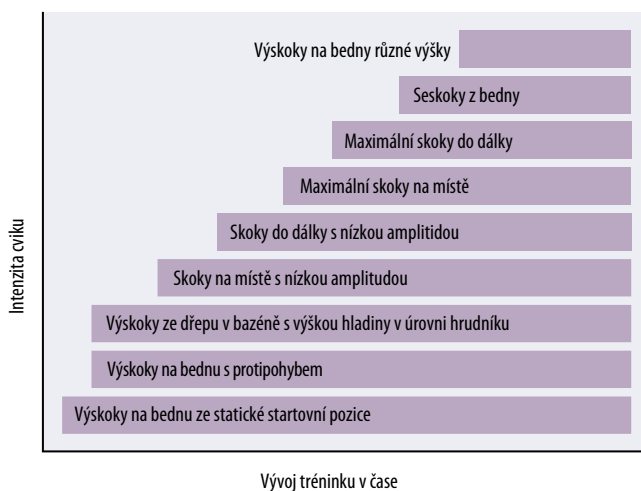 Výskoky na bedny různé výšky
Seskoky z bedny
Maximální skoky do dálky
Maximální skoky na místě
Skoky do dálky s nízkou amplitidou
Skoky na místě s nízkou amplitudou
Výskoky ze dřepu v bazéně s výškou hladiny v úrovni hrudníku
Výskoky na bednu s protipohybem
Výskoky na bednu ze statické startovní pozice
Intenzita cviku
Vývoj tréninku v čase